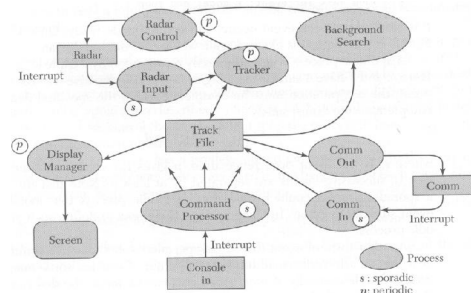 Radar
Control
p
Background
Search
Radar
p
Tracker
Interrupt
Radar
Input
s
Track
File
p
Display
Manager
Comm
Out
Comm
Command
Processor
s
Comm
In
s
Interrupt
Screen
Interrupt
Console
in
Process
s : sporadic
p: periodic